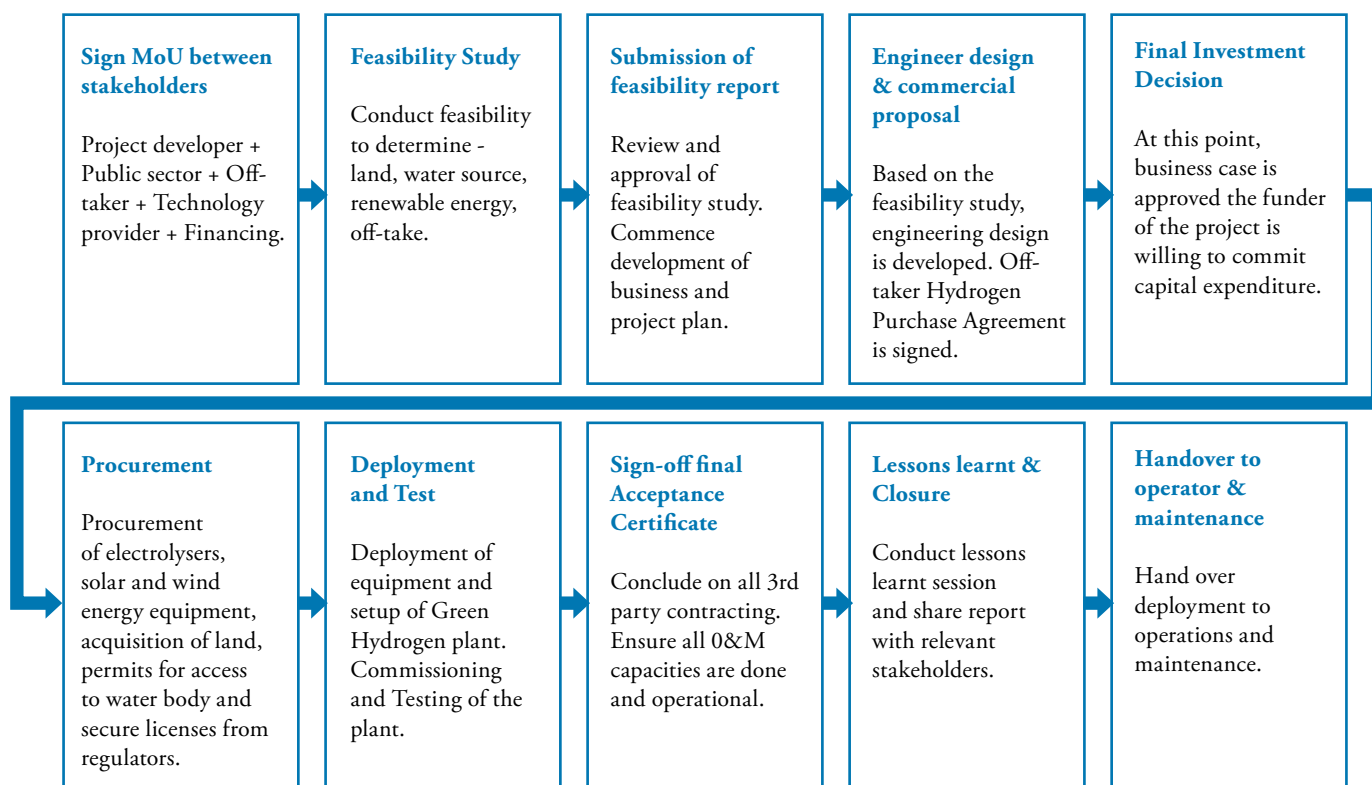 Sign MoU between
stakeholders
Project developer +
Public sector + Off-
taker + Technology
provider + Financing.
Feasibility Study
Conduct feasibility
to determine -
land, water source,
renewable energy,
off-take.
Submission of
feasibility report
Review and
approval of
feasibility study.
Commence
development of
business and
project plan.
Engineer design
& commercial
proposal
Based on the
feasibility study,
engineering design
is developed. Off-
taker Hydrogen
Purchase Agreement
is signed.
Final Investment
Decision
At this point,
business case is
approved the funder
of the project is
willing to commit
capital expenditure.
Procurement
Procurement
of electrolysers,
solar and wind
energy equipment,
acquisition of land,
permits for access
to water body and
secure licenses from
regulators.
Deployment
and Test
Deployment of
equipment and
setup of Green
Hydrogen plant.
Commissioning
and Testing of the
plant.
Sign-off final
Acceptance
Certificate
Conclude on all 3rd
party contracting.
Ensure all 0&M
capacities are done
and operational.
Lessons learnt &
Closure
Conduct lessons
learnt session
and share report
with relevant
stakeholders.
Handover to
operator &
maintenance
Hand over
deployment to
operations and
maintenance.